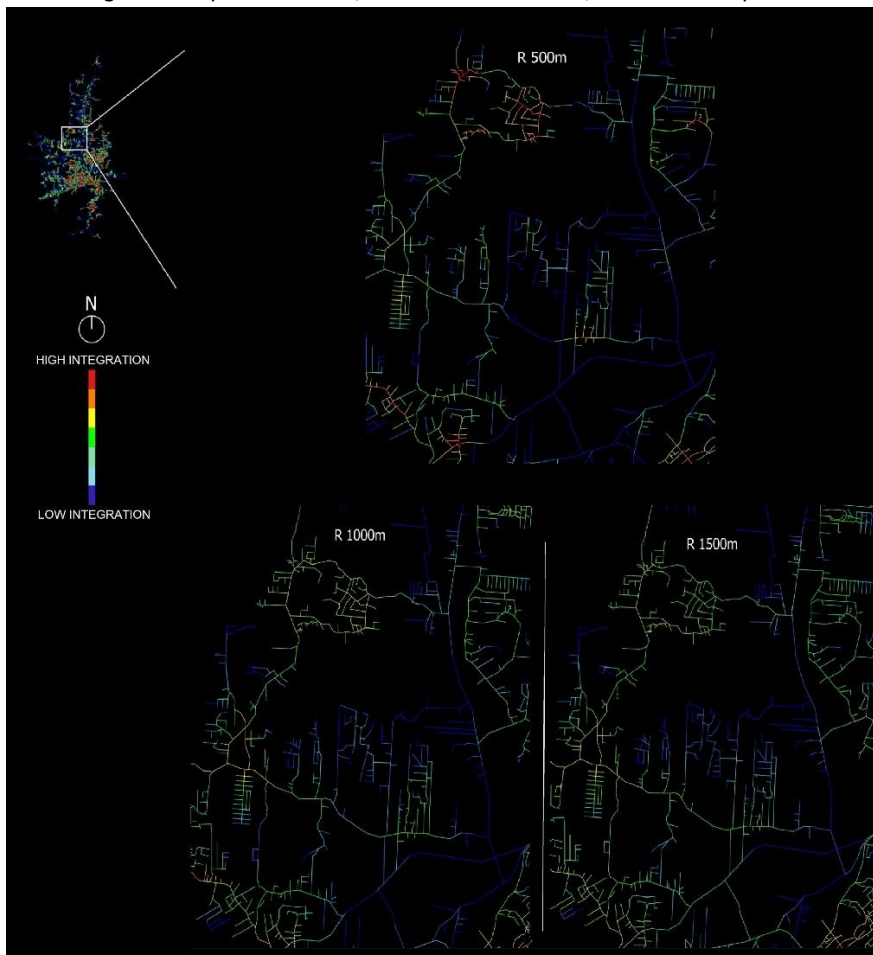 R 500m
N
HIGH INTEGRATION
LOW INTEGRATION
R 1000m
R 1500m